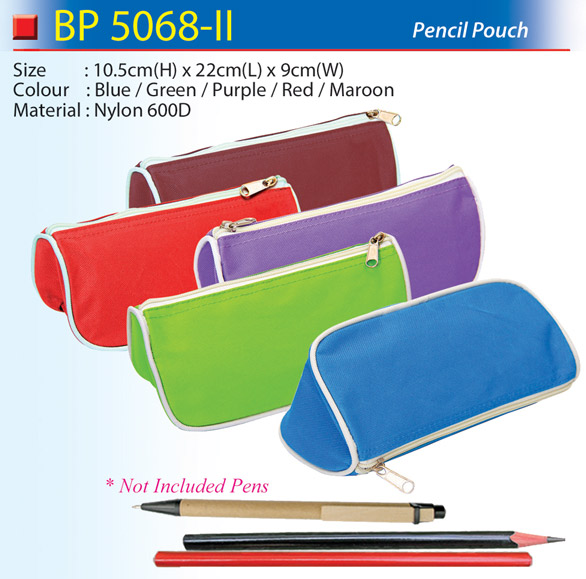 BP 5068-II
Pencil Pouch
Size : 10.5cm(H) x 22cm(L) x 9cm(W)
Colour : Blue / Green / Purple / Red / Maroon
Material : Nylon 600D
* Not Included Pens